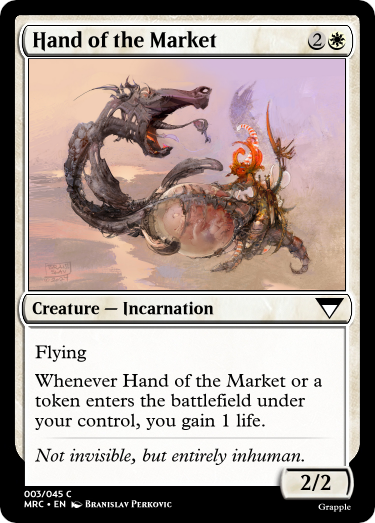 Hand of the Market
2
Creature — Incarnation
Flying
Whenever Hand of the Market or a
token enters the battlefield under
your control, you gain 1 life.
Not invisible, but entirely inhuman.
2/2
003/045 C
MRC • EN Branislav Perkovic
Grapple